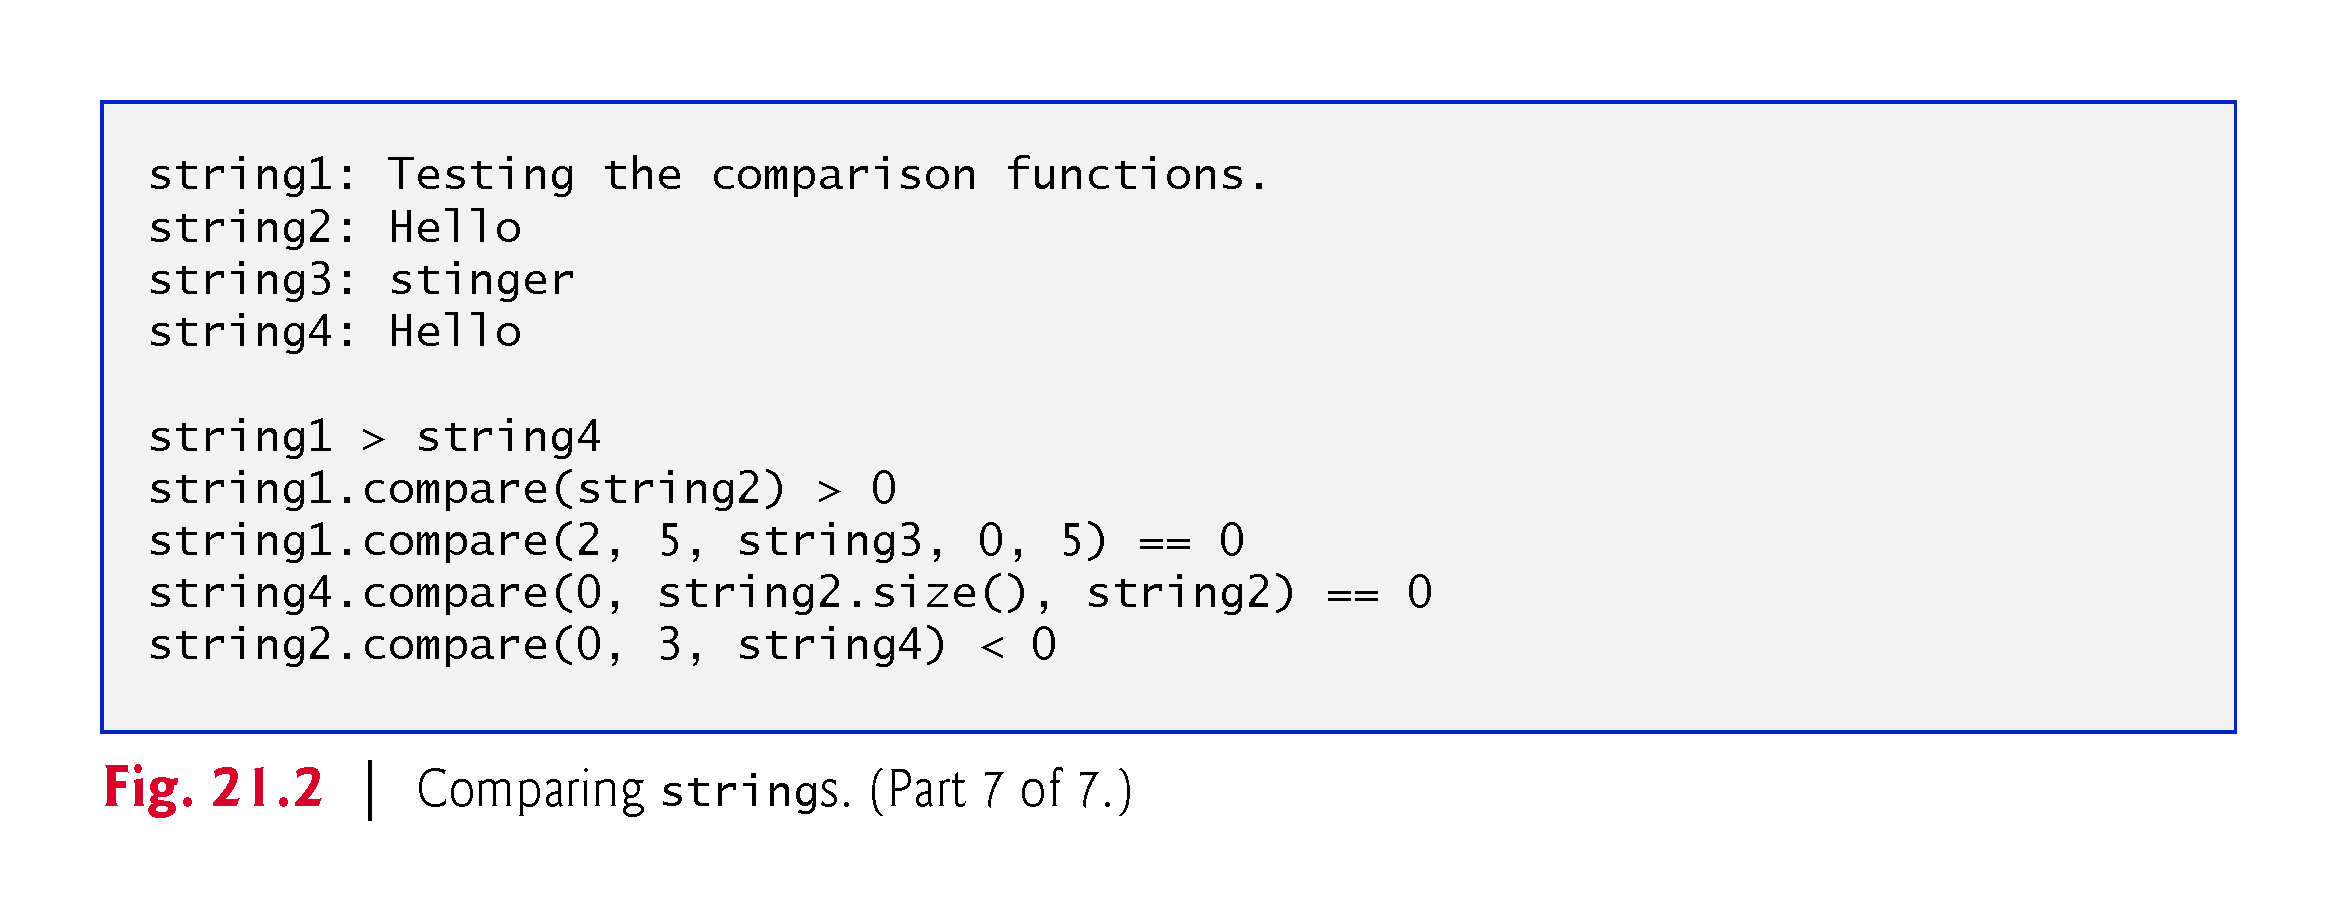 string1: Testing the comparison functions.
string2: Hello
string3: stinger
string4: Hello

string1 > string4
string1.compare(string2) > 0
string1.compare(2, 5, string3, 0, 5) == 0
string4.compare(0, string2.size(), string2) == 0
string2.compare(0, 3, string4) < 0
Fig. 21.2 | Comparing strings. (Part 7 of 7.)